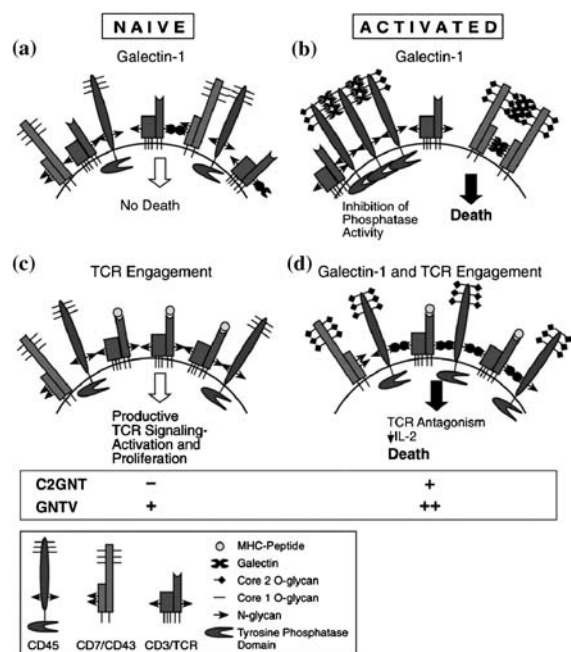 NAIVE
ACTIVATED
(a)
Galectin-1
No Death
(b)
Galectin-1
Inhibition of
Phosphatase
Activity
Death
(c)
TCR Engagement
Productive
TCR Signaling-
Activation and
Proliferation
(d)
Galectin-1 and TCR Engagement
TCR Antagonism
↓IL-2
Death
C2GNT – +
GNTV + ++
CD45
CD7/CD43
CD3/TCR
MHC-Peptide
Galectin
Core 2 O-glycan
Core 1 O-glycan
N-glycan
Tyrosine Phosphatase
Domain